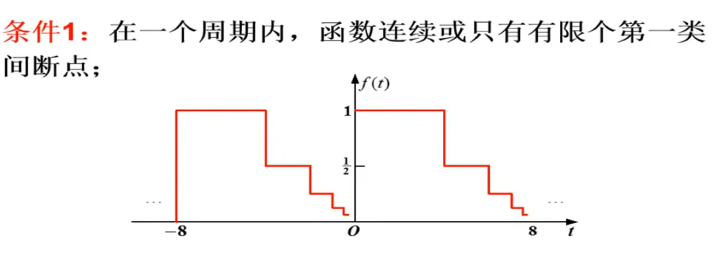 条件1：在一个周期内，函数连续或只有有限个第一类
间断点；
f(t)
1
1/2
... ...
-8 O 8 t